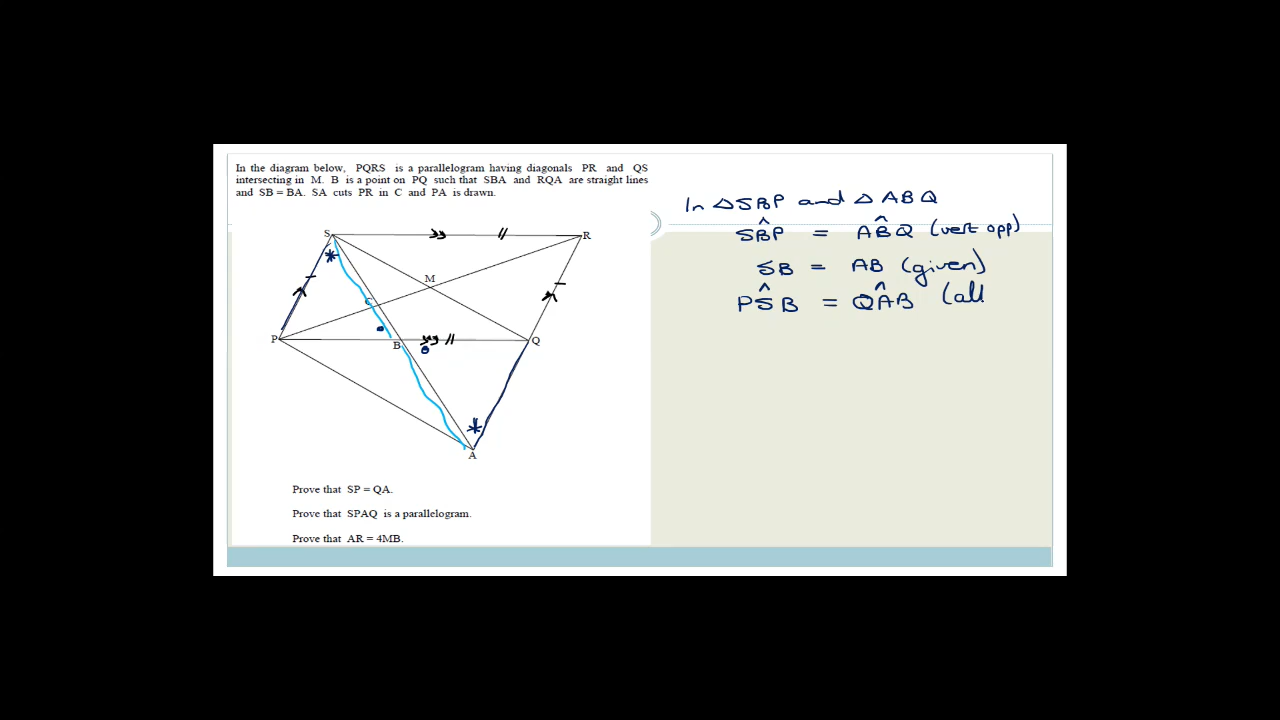 In the diagram below, PQRS is a parallelogram having diagonals PR and QS
intersecting in M. B is a point on PQ such that SBA and RQA are straight lines
and SB = BA. SA cuts PR in C and PA is drawn.
In △SBP and △ABQ
SB̂P = AB̂Q (vert opp)
SB = AB (given)
PŜB = QÂB (all
S
R
M
C
P
B
Q
A
Prove that SP = QA.
Prove that SPAQ is a parallelogram.
Prove that AR = 4MB.